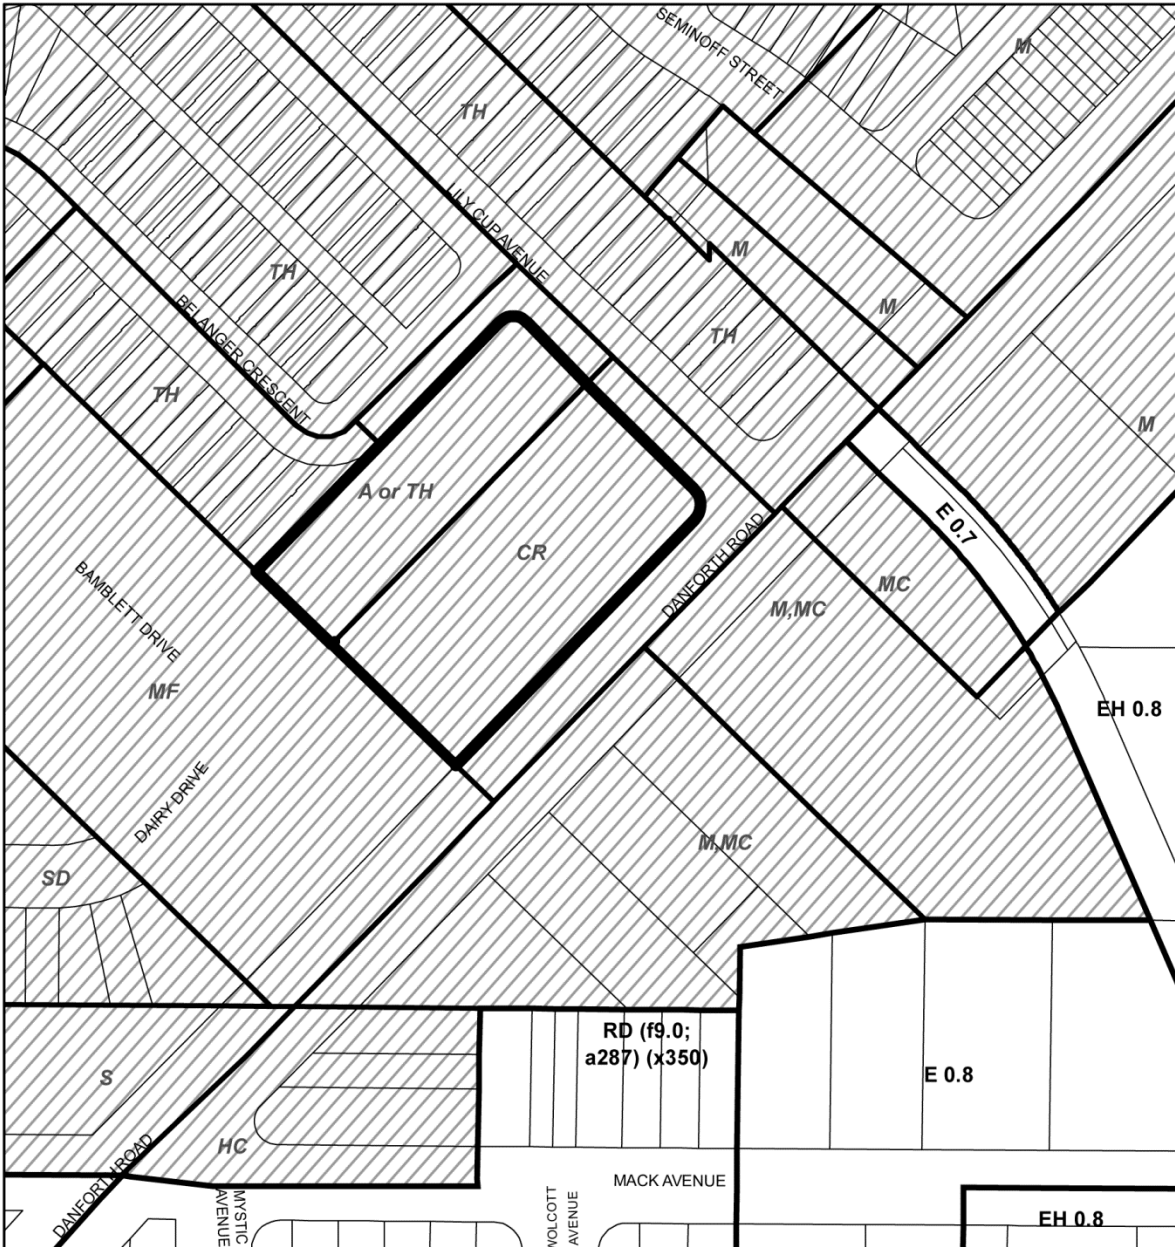 SEMINOFF STREET
M
TH
LILY CUP AVENUE
M
TH
BELANGER CRESCENT
M
TH
TH
M
A or TH
CR
E 0.7
DANFORTH ROAD
MC
M,MC
BAMBLETT DRIVE
MF
EH 0.8
DAIRY DRIVE
M,MC
SD
RD (f9.0;
a287) (x350)
E 0.8
S
HC
DANFORTH ROAD
MACK AVENUE
MYSTIC
AVENUE
WOLCOTT
AVENUE
EH 0.8